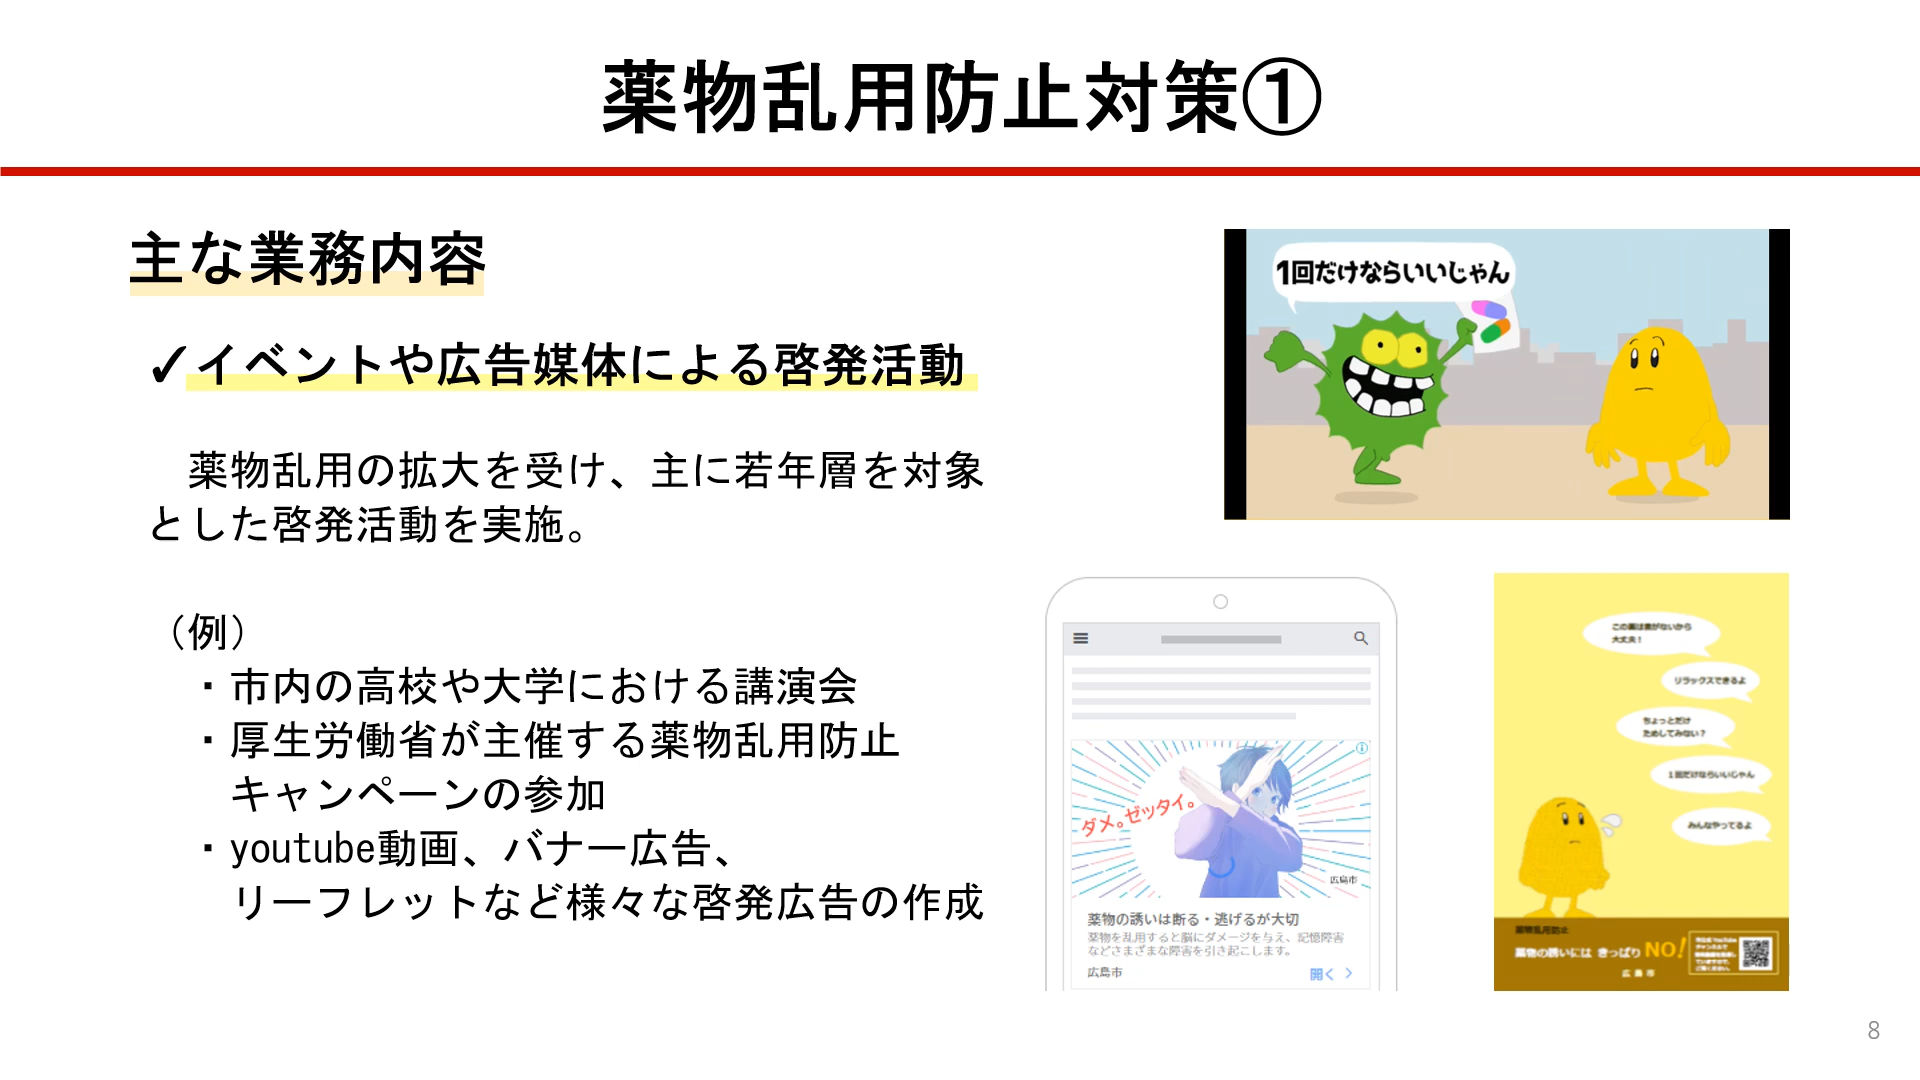 薬物乱用防止対策①
主な業務内容
✓イベントや広告媒体による啓発活動
薬物乱用の拡大を受け、主に若年層を対象
とした啓発活動を実施。
（例）
・市内の高校や大学における講演会
・厚生労働省が主催する薬物乱用防止
キャンペーンの参加
・youtube動画、バナー広告、
リーフレットなど様々な啓発広告の作成
1回だけならいいじゃん
ダメ。ゼッタイ。
広島市
薬物の誘いは断る・逃げるが大切
薬物を乱用すると脳にダメージを与え、記憶障害
などさまざまな障害を引き起こします。
広島市
開く
この薬は害がないから
大丈夫！
リラックスできるよ
ちょっとだけ
ためしてみない？
1回だけならいいじゃん
みんなやってるよ
薬物乱用防止
薬物の誘いには きっぱり NO!
広島市
8